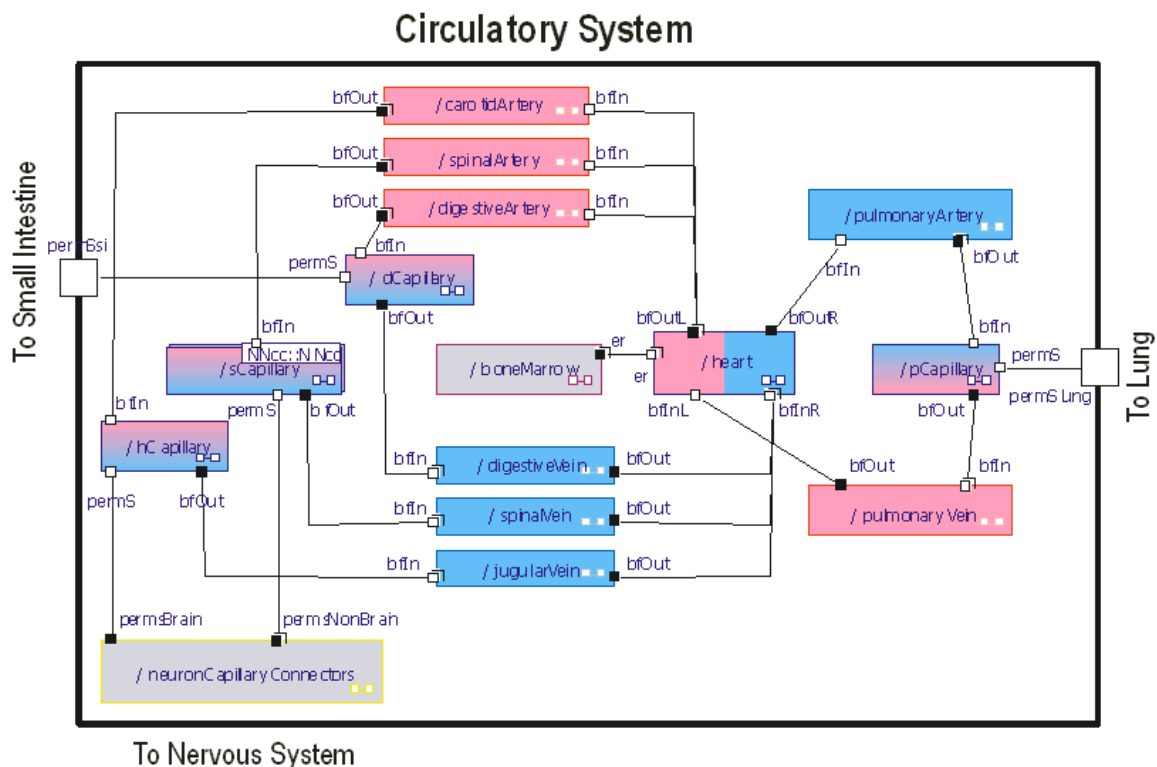 Circulatory System
bfOut
/ carotidArtery
bfIn
bfOut
/ spinalArtery
bfIn
To Small Intestine
bfOut
/ digestiveArtery
bfIn
/ pulmonaryArtery
permSsi
bfIn
permS
/ dCapillary
bfIn
bfOut
bfOut
bfIn
er
bfOutL
bfOutR
bfIn
NNcc::NNcc
/ sCapillary
/ boneMarrow
/ heart
/ pCapillary
permS
To Lung
er
permSLung
permS
bfOut
bfIn
bfInL
bfInR
bfOut
/ hCapillary
permS
bfOut
bfIn
/ digestiveVein
bfOut
bfOut
bfIn
bfIn
/ spinalVein
bfOut
/ pulmonaryVein
bfIn
/ jugularVein
bfOut
permsBrain
permsNonBrain
/ neuronCapillaryConnectors
To Nervous System